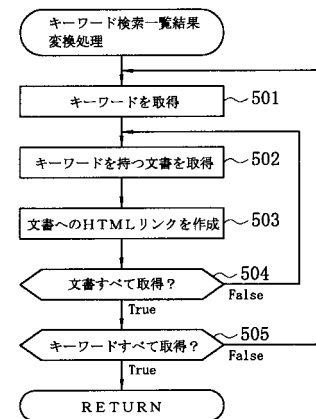 キーワード検索一覧結果
変換処理
キーワードを取得
501
キーワードを持つ文書を取得
502
文書へのHTMLリンクを作成
503
文書すべて取得？
504
False
True
キーワードすべて取得？
505
False
True
RETURN